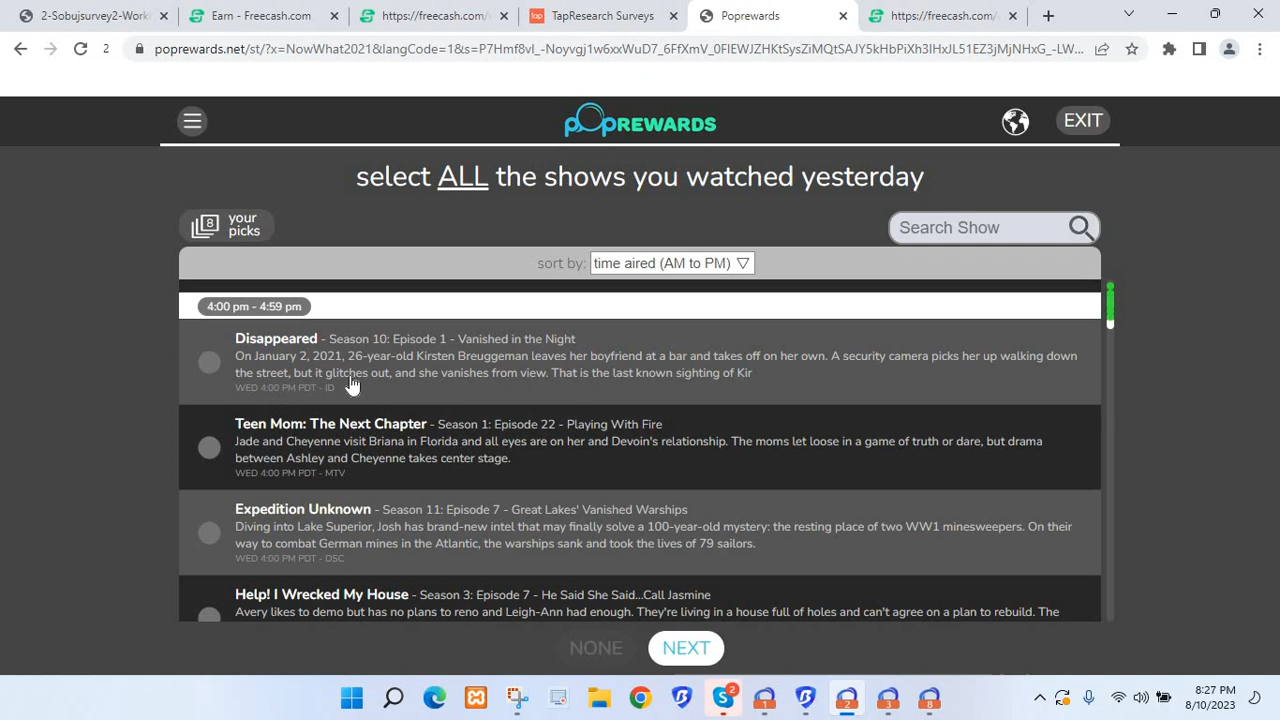 2-Sobujsurvey2-Work
Earn - Freecash.com
https://freecash.com/
TapResearch Surveys
Poprewards
https://freecash.com/
2
poprewards.net/st/?x=NowWhat2021&langCode=1&s=
popREWARDS
EXIT
select ALL the shows you watched yesterday
8 your
picks
Search Show
sort by: time aired (AM to PM) ▽
4:00 pm - 4:59 pm
Disappeared - Season 10: Episode 1 - Vanished in the Night
On January 2, 2021, 26-year-old Kirsten Breuggeman leaves her boyfriend at a bar and takes off on her own. A security camera picks her up walking down
the street, but it glitches out, and she vanishes from view. That is the last known sighting of Kir
WED 4:00 PM PDT - ID
Teen Mom: The Next Chapter - Season 1: Episode 22 - Playing With Fire
Jade and Cheyenne visit Briana in Florida and all eyes are on her and Devoin's relationship. The moms let loose in a game of truth or dare, but drama
between Ashley and Cheyenne takes center stage.
WED 4:00 PM PDT - MTV
Expedition Unknown - Season 11: Episode 7 - Great Lakes' Vanished Warships
Diving into Lake Superior, Josh has brand-new intel that may finally solve a 100-year-old mystery: the resting place of two WW1 minesweepers. On their
way to combat German mines in the Atlantic, the warships sank and took the lives of 79 sailors.
WED 4:00 PM PDT - DSC
Help! I Wrecked My House - Season 3: Episode 7 - He Said She Said...Call Jasmine
Avery likes to demo but has no plans to reno and Leigh-Ann had enough. They're living in a house full of holes and can't agree on a plan to rebuild. The
NONE
NEXT
2
1
2
3
8
8:27 PM
8/10/2023